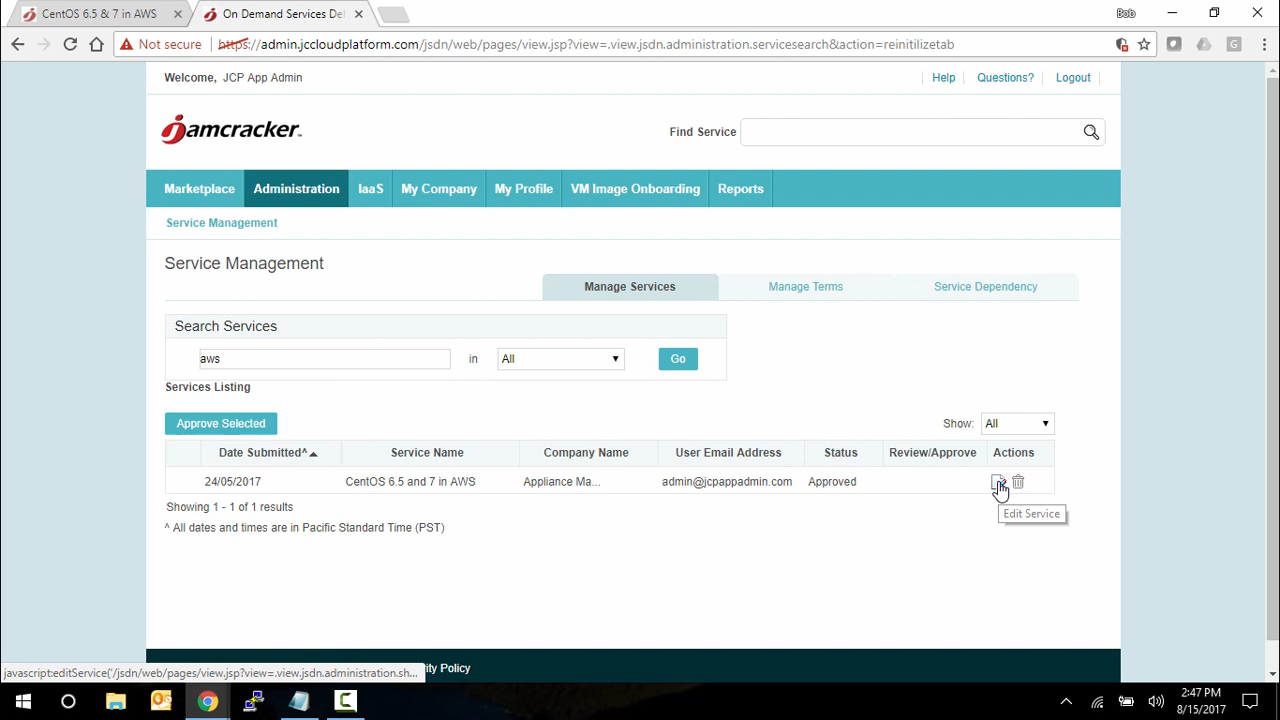 CentOS 6.5 & 7 in AWS
On Demand Services Del
Bob
Not secure
https://admin.jccloudplatform.com/jsdn/web/pages/view.jsp?view=.view.jsdn.administration.servicesearch&action=reinitilizetab
Welcome, JCP App Admin
Help
Questions?
Logout
jamcracker™
Find Service
Marketplace
Administration
IaaS
My Company
My Profile
VM Image Onboarding
Reports
Service Management
Service Management
Manage Services
Manage Terms
Service Dependency
Search Services
aws
in
All
Go
Services Listing
Approve Selected
Show:
All
Date Submitted^
Service Name
Company Name
User Email Address
Status
Review/Approve
Actions
24/05/2017
CentOS 6.5 and 7 in AWS
Appliance Ma...
admin@jcpappadmin.com
Approved
Showing 1 - 1 of 1 results
Edit Service
^ All dates and times are in Pacific Standard Time (PST)
javascript:editService('/jsdn/web/pages/view.jsp?view=.view.jsdn.administration.sh...
Policy
2:47 PM
8/15/2017